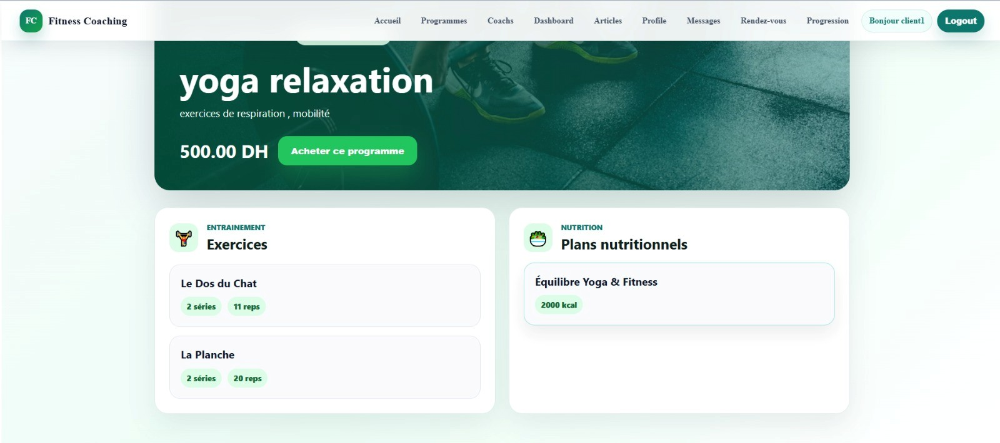 FC Fitness Coaching Accueil Programmes Coachs Dashboard Articles Profile Messages Rendez-vous Progression Bonjour client1 Logout
yoga relaxation
exercices de respiration , mobilité
500.00 DH Acheter ce programme
ENTRAINEMENT
Exercices
Le Dos du Chat
2 séries 11 reps
La Planche
2 séries 20 reps
NUTRITION
Plans nutritionnels
Équilibre Yoga & Fitness
2000 kcal